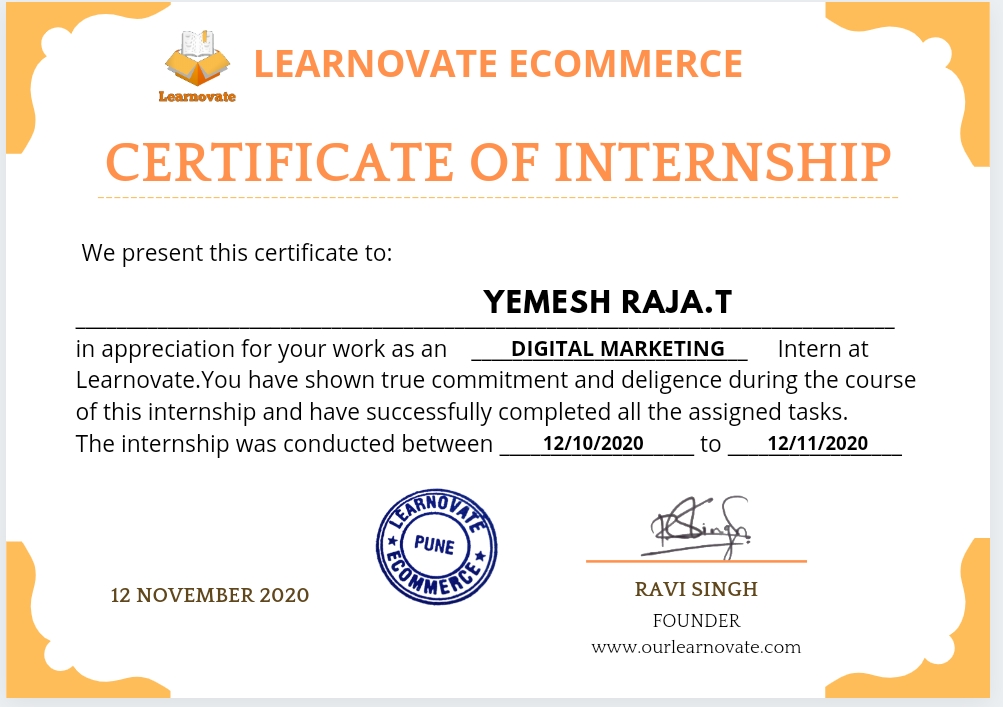 Learnovate
LEARNOVATE ECOMMERCE
CERTIFICATE OF INTERNSHIP
We present this certificate to:
YEMESH RAJA.T
in appreciation for your work as an DIGITAL MARKETING Intern at
Learnovate.You have shown true commitment and deligence during the course
of this internship and have successfully completed all the assigned tasks.
The internship was conducted between 12/10/2020 to 12/11/2020
LEARNOVATE
PUNE
ECOMMERCE
RSingh
12 NOVEMBER 2020
RAVI SINGH
FOUNDER
www.ourlearnovate.com